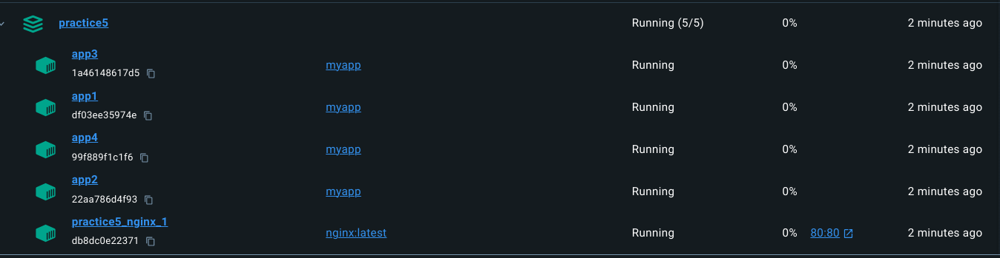 practice5 Running (5/5) 0% 2 minutes ago
app3
1a46148617d5 myapp Running 0% 2 minutes ago
app1
df03ee35974e myapp Running 0% 2 minutes ago
app4
99f889f1c1f6 myapp Running 0% 2 minutes ago
app2
22aa786d4f93 myapp Running 0% 2 minutes ago
practice5_nginx_1
db8dc0e22371 nginx:latest Running 0% 80:80 2 minutes ago